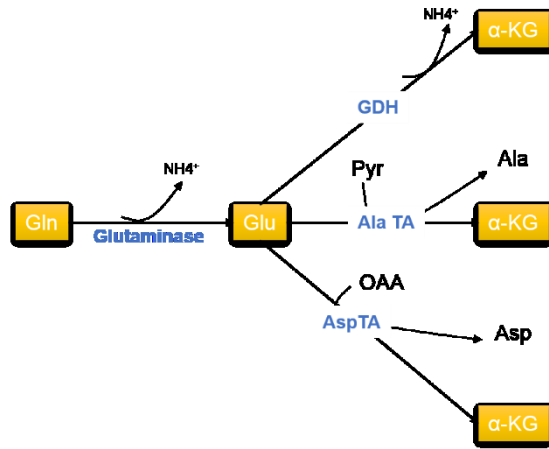 NH4⁺
α-KG
GDH
Pyr
Ala
NH4⁺
Gln
Glutaminase
Glu
Ala TA
α-KG
OAA
AspTA
Asp
α-KG